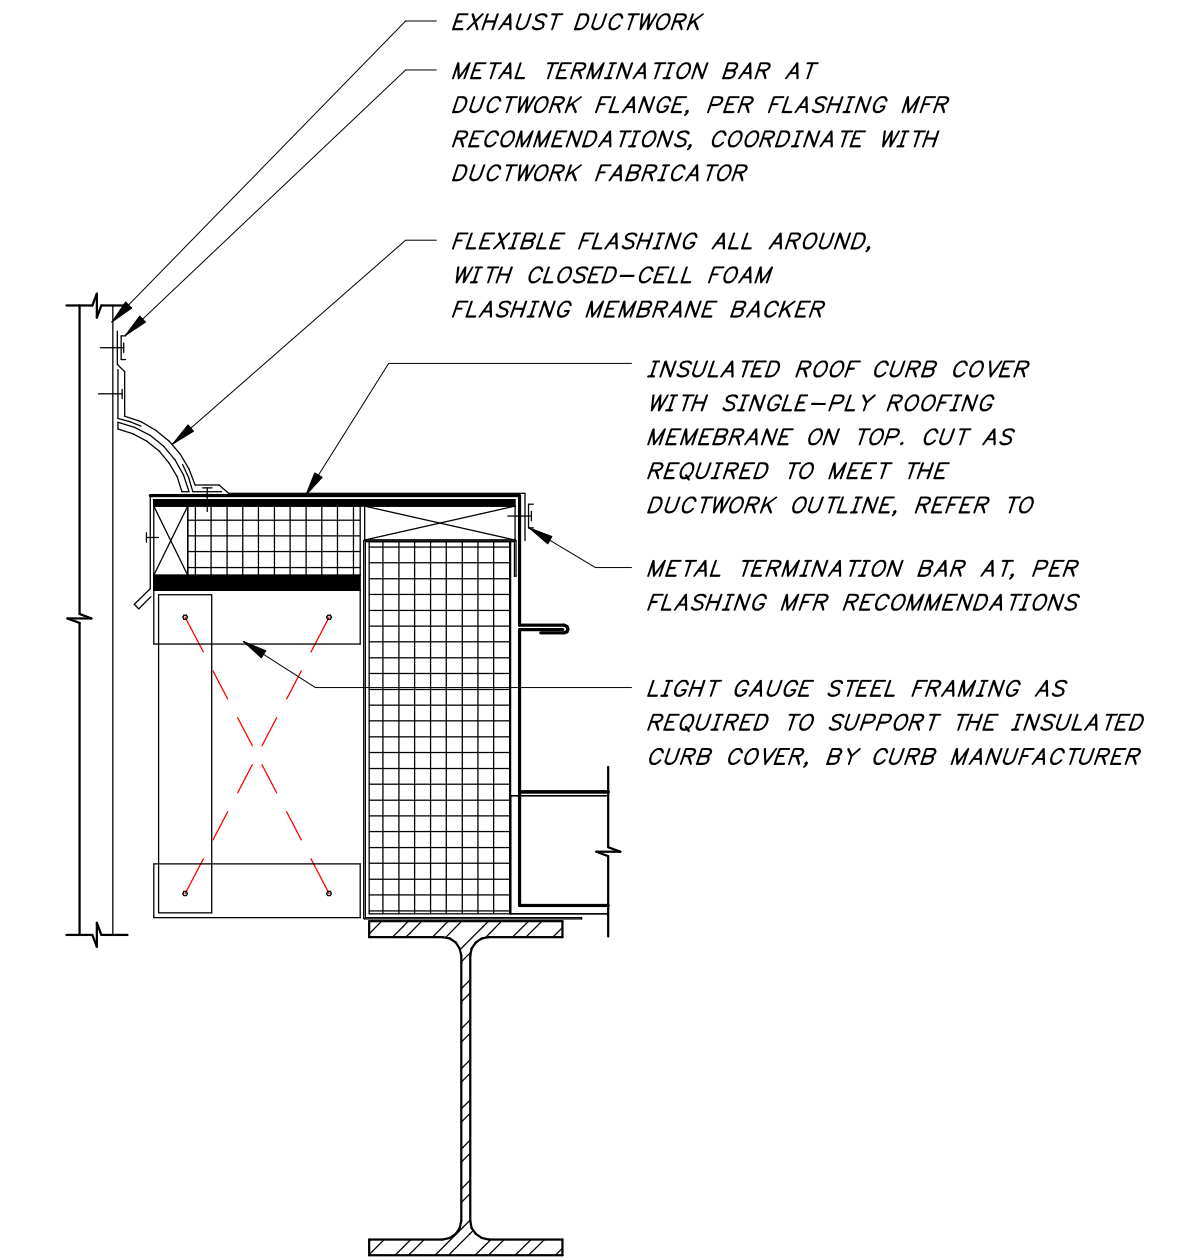 EXHAUST DUCTWORK
METAL TERMINATION BAR AT
DUCTWORK FLANGE, PER FLASHING MFR
RECOMMENDATIONS, COORDINATE WITH
DUCTWORK FABRICATOR
FLEXIBLE FLASHING ALL AROUND,
WITH CLOSED-CELL FOAM
FLASHING MEMBRANE BACKER
INSULATED ROOF CURB COVER
WITH SINGLE-PLY ROOFING
MEMEBRANE ON TOP. CUT AS
REQUIRED TO MEET THE
DUCTWORK OUTLINE, REFER TO
METAL TERMINATION BAR AT, PER
FLASHING MFR RECOMMENDATIONS
LIGHT GAUGE STEEL FRAMING AS
REQUIRED TO SUPPORT THE INSULATED
CURB COVER, BY CURB MANUFACTURER